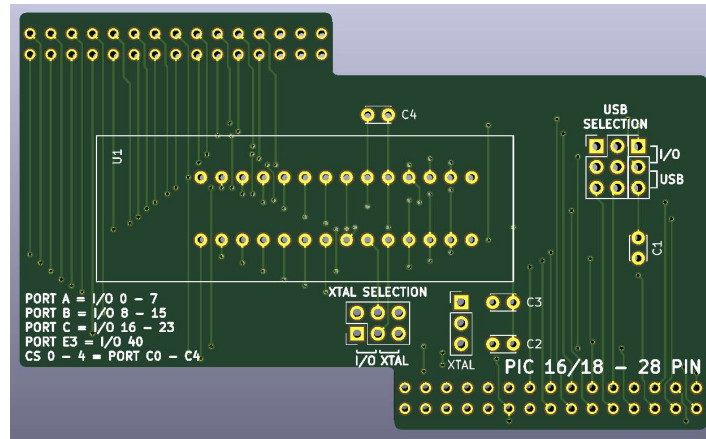 C4
USB
SELECTION
I/O
USB
U1
C1
XTAL SELECTION
PORT A = I/O 0 - 7
PORT B = I/O 8 - 15
PORT C = I/O 16 - 23
PORT E3 = I/O 40
CS 0 - 4 = PORT C0 - C4
C3
C2
I/O XTAL
XTAL
PIC 16/18 - 28 PIN